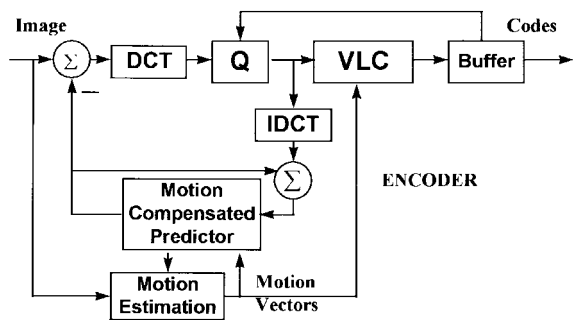 Image
Codes
Σ
DCT
Q
VLC
Buffer
−
IDCT
Σ
ENCODER
Motion
Compensated
Predictor
Motion
Estimation
Motion
Vectors